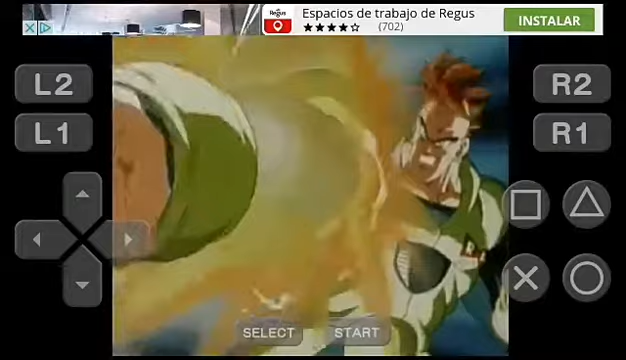 Regus
Espacios de trabajo de Regus
(702)
INSTALAR
L2
R2
L1
R1
SELECT
START